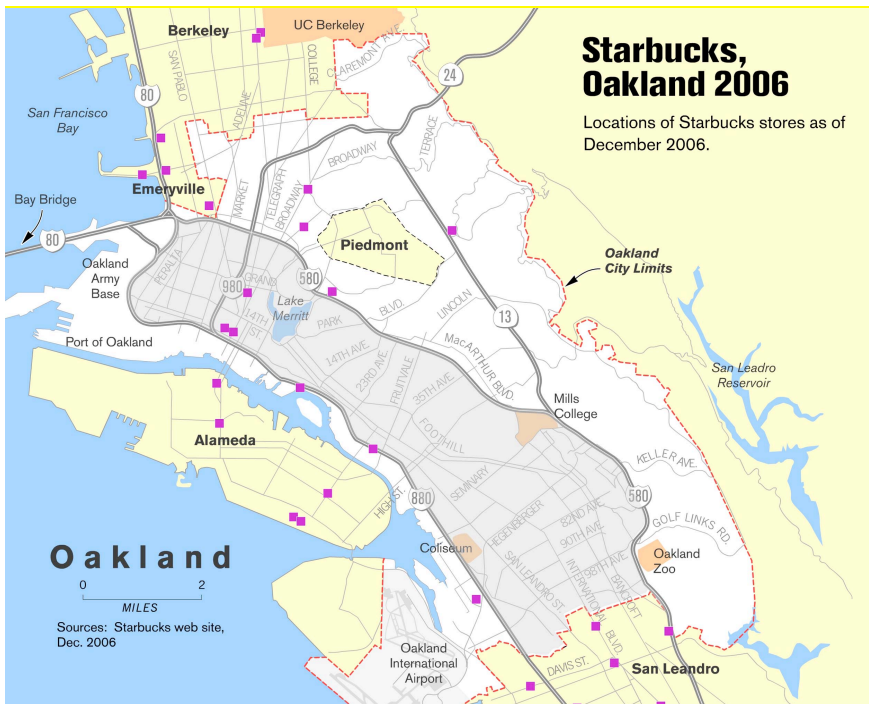 Starbucks,
Oakland 2006
Locations of Starbucks stores as of
December 2006.
UC Berkeley
Berkeley
SAN PABLO
ADELINE
COLLEGE
CLAREMONT AVE.
24
80
San Francisco
Bay
TERRACE
BROADWAY
MARKET
TELEGRAPH
BROADWAY
Emeryville
Bay Bridge
80
Piedmont
Oakland
City Limits
Oakland
Army
Base
PERALTA
980
GRAND
580
Lake
Merritt
14TH
ST.
PARK
BLVD.
LINCOLN
13
Port of Oakland
14TH AVE.
23RD AVE.
FRUITVALE
35TH AVE.
MacARTHUR BLVD.
San Leadro
Reservoir
Mills
College
Alameda
FOOTHILL
KELLER AVE.
HIGH ST.
880
SEMINARY
HEGENBERGER
82ND AVE.
90TH AVE.
98TH AVE.
580
GOLF LINKS RD.
Coliseum
SAN LEANDRO ST.
INTERNATIONAL
BLVD.
BANCROFT
Oakland
Zoo
Oakland
0 2
MILES
Sources: Starbucks web site,
Dec. 2006
Oakland
International
Airport
DAVIS ST.
San Leandro